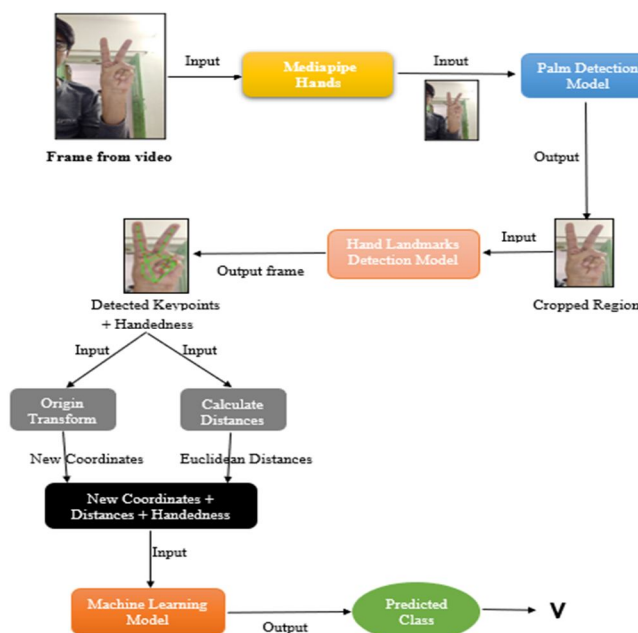 Input
Mediapipe
Hands
Input
Palm Detection
Model
Frame from video
Output
Hand Landmarks
Detection Model
Input
Output frame
Cropped Region
Detected Keypoints
+ Handedness
Input
Input
Origin
Transform
Calculate
Distances
New Coordinates
Euclidean Distances
New Coordinates +
Distances + Handedness
Input
Machine Learning
Model
Output
Predicted
Class
V